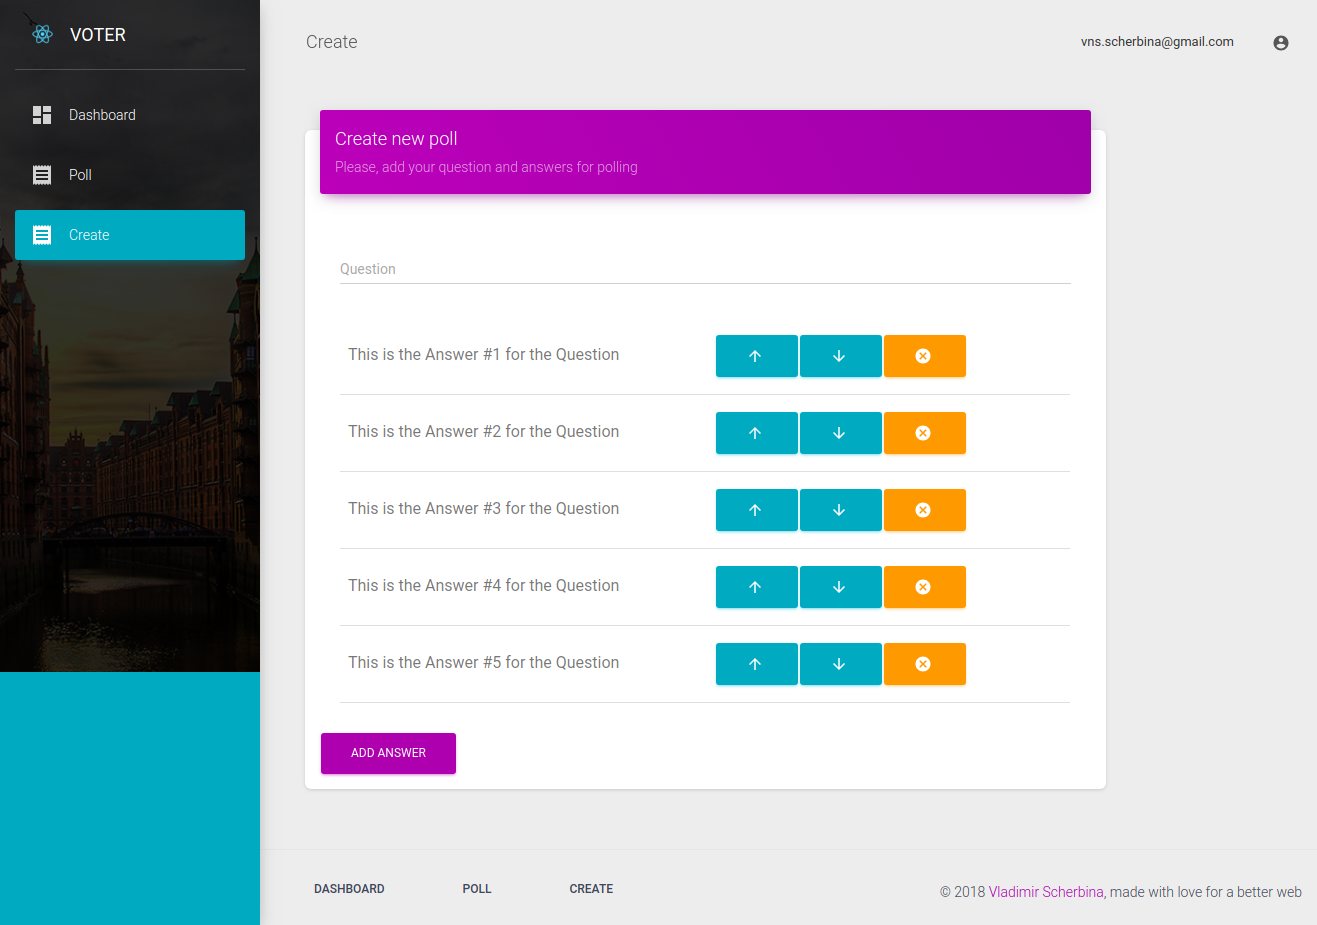 VOTER
Dashboard
Poll
Create
Create
vns.scherbina@gmail.com
Create new poll
Please, add your question and answers for polling
Question
This is the Answer #1 for the Question
This is the Answer #2 for the Question
This is the Answer #3 for the Question
This is the Answer #4 for the Question
This is the Answer #5 for the Question
ADD ANSWER
DASHBOARD POLL CREATE
© 2018 Vladimir Scherbina, made with love for a better web